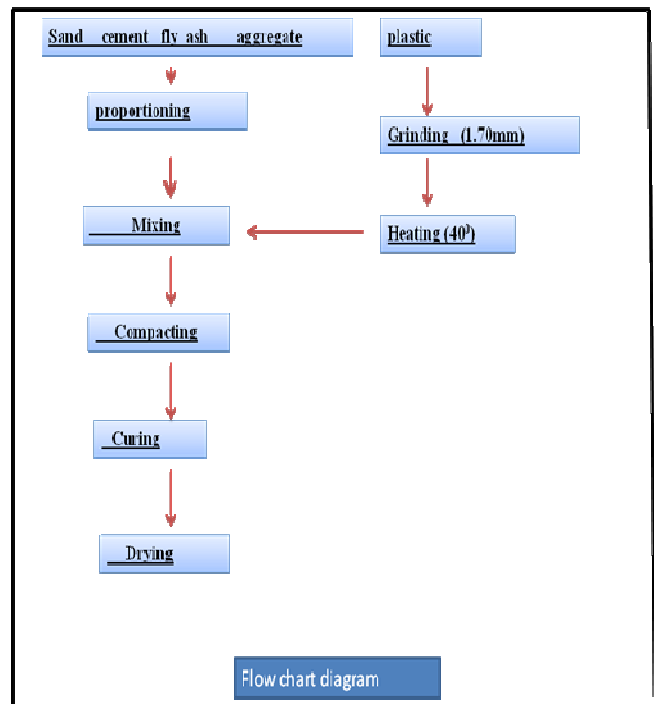 Sand cement fly ash aggregate
plastic
proportioning
Grinding (1.70mm)
Mixing
Heating (40⁰)
Compacting
Curing
Drying
Flow chart diagram